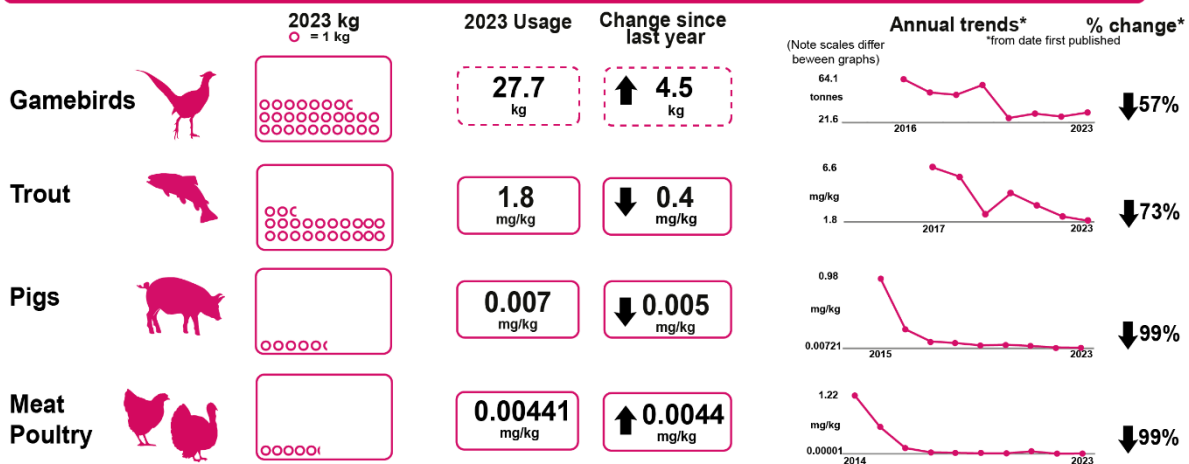 2023 kg
= 1 kg
2023 Usage
Change since
last year
Annual trends*
*from date first published
(Note scales differ
beween graphs)
% change*
Gamebirds
27.7
kg
4.5
kg
64.1
tonnes
21.6
2016
2023
57%
Trout
1.8
mg/kg
0.4
mg/kg
6.6
mg/kg
1.8
2017
2023
73%
Pigs
0.007
mg/kg
0.005
mg/kg
0.98
mg/kg
0.00721
2015
2023
99%
Meat
Poultry
0.00441
mg/kg
0.0044
mg/kg
1.22
mg/kg
0.00001
2014
2023
99%